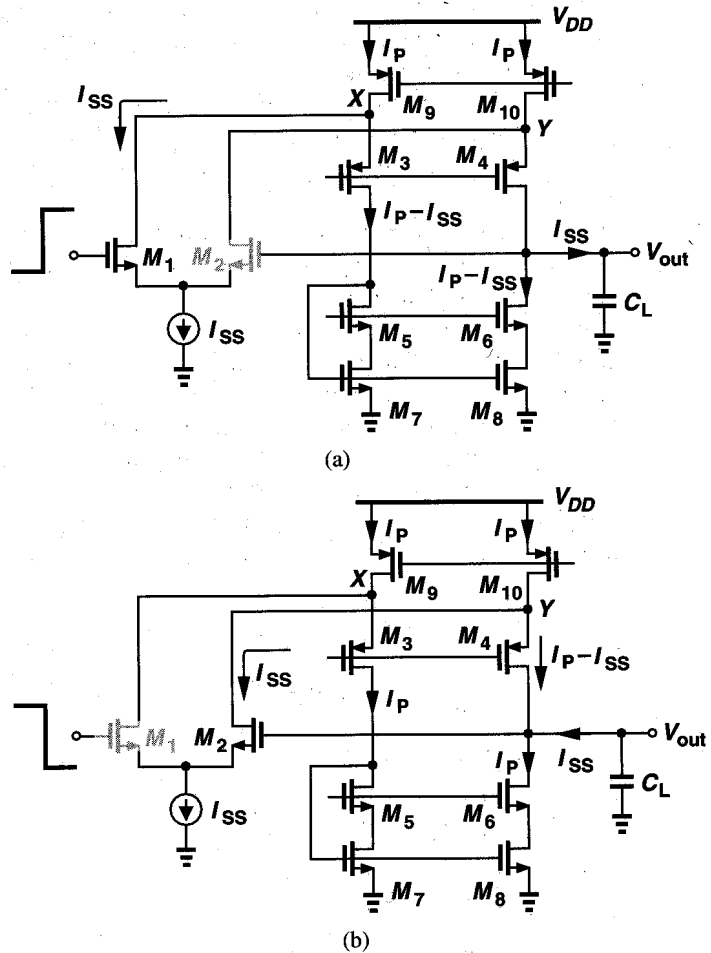 V_DD
I_P I_P
I_SS X M_9 M_10 Y
M_3 M_4
I_P–I_SS
M_1 M_2 I_SS V_out
I_P–I_SS
I_SS M_5 M_6 C_L
M_7 M_8
(a)
V_DD
I_P I_P
X M_9 M_10 Y
M_3 M_4
I_SS I_P–I_SS
I_P
M_1 M_2 V_out
I_P I_SS
I_SS M_5 M_6 C_L
M_7 M_8
(b)